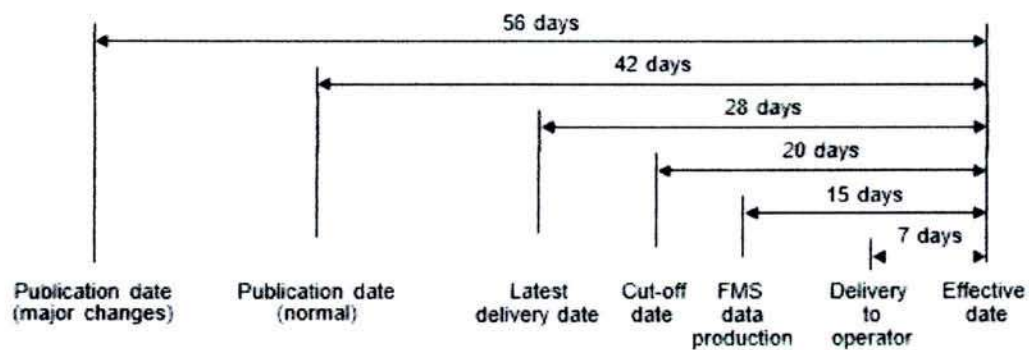 56 days
42 days
28 days
20 days
15 days
7 days
Publication date
(major changes)
Publication date
(normal)
Latest
delivery date
Cut-off
date
FMS
data
production
Delivery
to
operator
Effective
date